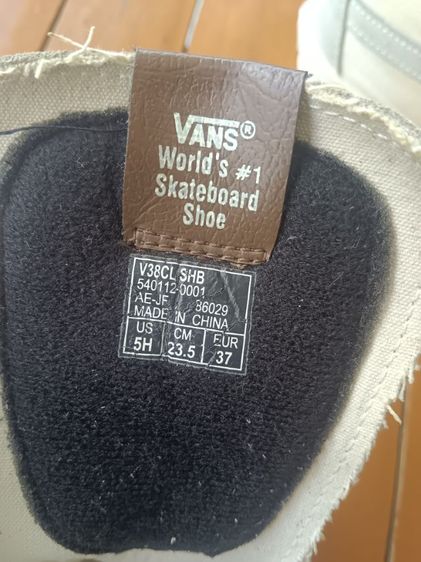 VANS®
World's #1
Skateboard
Shoe
V38CL SHB
540112-0001
AE-JF 86029
MADE IN CHINA
US CM EUR
5H 23.5 37